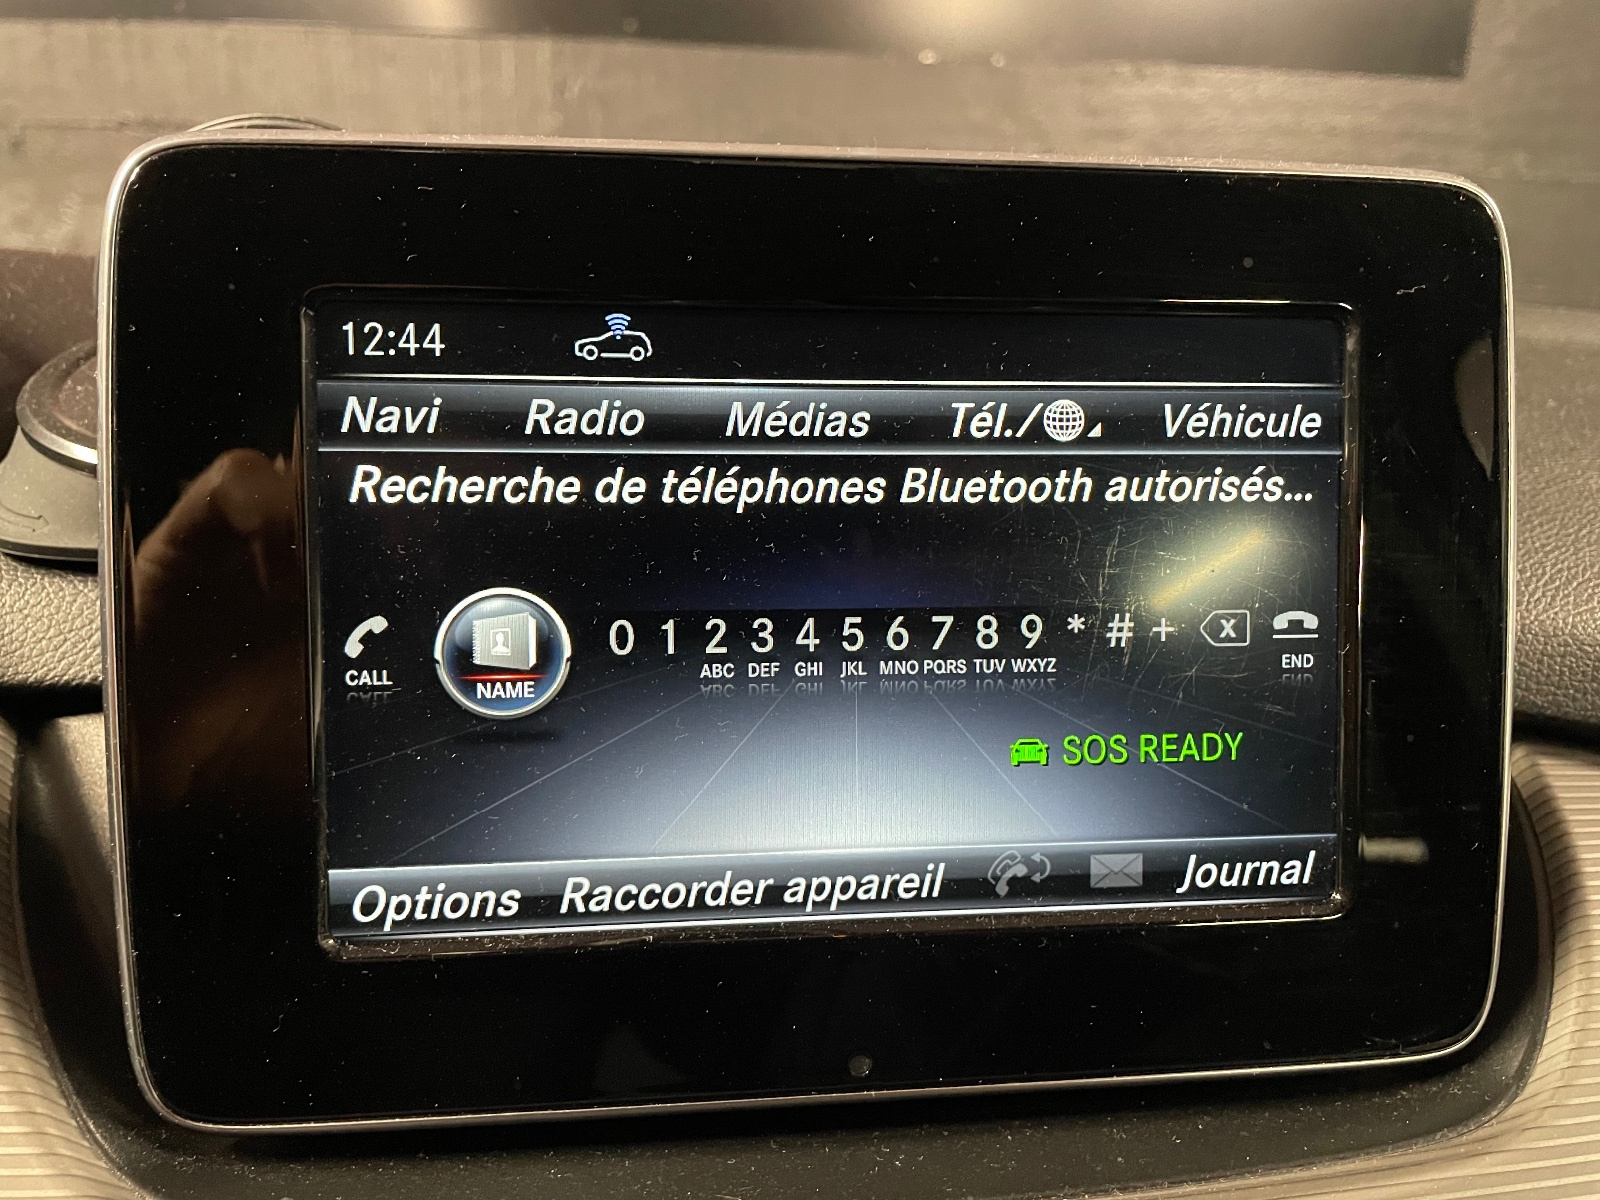 12:44
Navi Radio Médias Tél./ Véhicule
Recherche de téléphones Bluetooth autorisés...
0 1 2 3 4 5 6 7 8 9 * # + X
CALL NAME ABC DEF GHI JKL MNO PQRS TUV WXYZ END
SOS READY
Options Raccorder appareil Journal